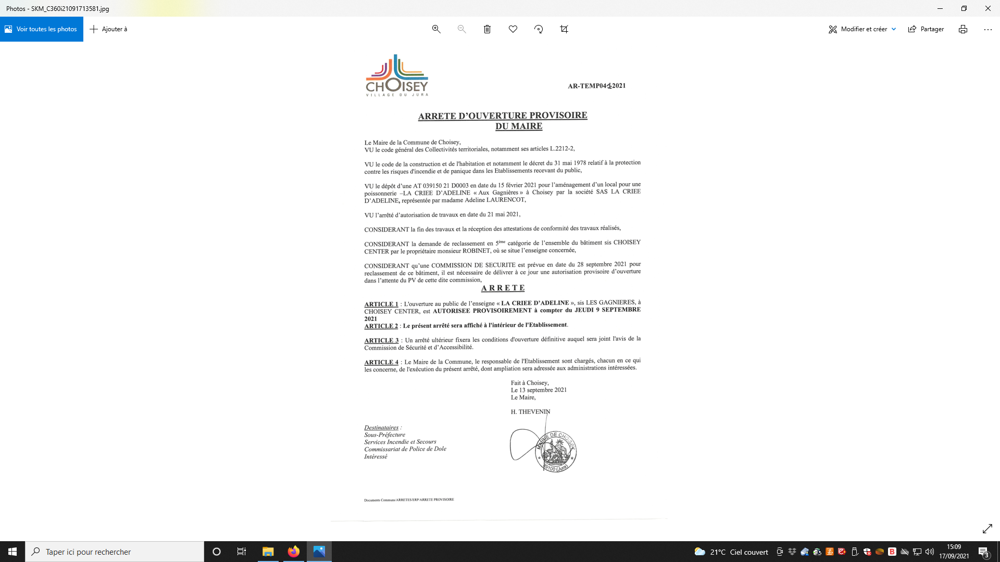 Photos - SKM_C360i21091713581.jpg
Voir toutes les photos
Ajouter à
Modifier et créer
Partager
CHOISEY
VILLAGE DU JURA
AR-TEMP0412021
ARRETE D'OUVERTURE PROVISOIRE
DU MAIRE
Le Maire de la Commune de Choisey,
VU le code général des Collectivités territoriales, notamment ses articles L.2212-2,
VU le code de la construction et de l'habitation et notamment le décret du 31 mai 1978 relatif à la protection
contre les risques d'incendie et de panique dans les Etablissements recevant du public,
VU le dépôt d'une AT 039150 21 D0003 en date du 15 février 2021 pour l'aménagement d'un local pour une
poissonnerie –LA CRIEE D'ADELINE « Aux Gagnières » à Choisey par la société SAS LA CRIEE
D'ADELINE, représentée par madame Adeline LAURENCOT,
VU l'arrêté d'autorisation de travaux en date du 21 mai 2021,
CONSIDERANT la fin des travaux et la réception des attestations de conformité des travaux réalisés,
CONSIDERANT la demande de reclassement en 5ème catégorie de l'ensemble du bâtiment sis CHOISEY
CENTER par le propriétaire monsieur ROBINET, où se situe l'enseigne concernée,
CONSIDERANT qu'une COMMISSION DE SECURITE est prévue en date du 28 septembre 2021 pour
reclassement de ce bâtiment, il est nécessaire de délivrer à ce jour une autorisation provisoire d'ouverture
dans l'attente du PV de cette dite commission,
A R R E T E
ARTICLE 1 : L'ouverture au public de l'enseigne « LA CRIEE D'ADELINE », sis LES GAGNIERES, à
CHOISEY CENTER, est AUTORISEE PROVISOIREMENT à compter du JEUDI 9 SEPTEMBRE
2021
ARTICLE 2 : Le présent arrêté sera affiché à l'intérieur de l'Etablissement.
ARTICLE 3 : Un arrêté ultérieur fixera les conditions d'ouverture définitive auquel sera joint l'avis de la
Commission de Sécurité et d'Accessibilité.
ARTICLE 4 : Le Maire de la Commune, le responsable de l'Etablissement sont chargés, chacun en ce qui
les concerne, de l'exécution du présent arrêté, dont ampliation sera adressée aux administrations intéressées.
Fait à Choisey,
Le 13 septembre 2021
Le Maire,
H. THEVENIN
Destinataires :
Sous-Préfecture
Services Incendie et Secours
Commissariat de Police de Dole
Intéressé
MAIRIE DE CHOISEY
39100 (Jura)
Documents Communs/ARRETES/ERP/ARRETE PROVISOIRE
Taper ici pour rechercher
21°C Ciel couvert
15:09
17/09/2021
3